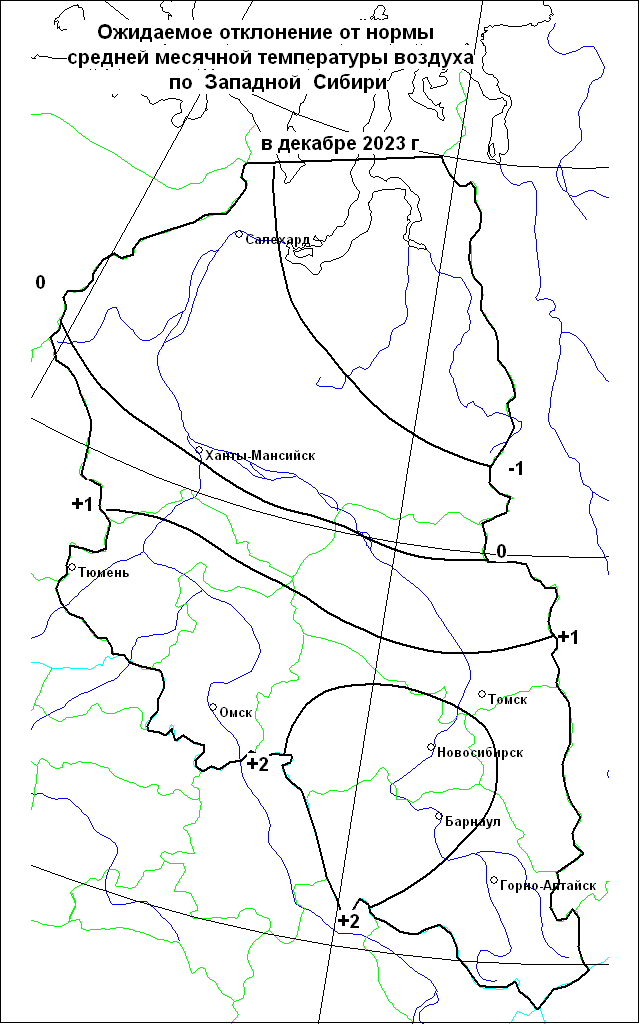 Ожидаемое отклонение от нормы
средней месячной температуры воздуха
по Западной Сибири
в декабре 2023 г
Салехард
0
Ханты-Мансийск
-1
+1
0
Тюмень
+1
Томск
Омск
Новосибирск
+2
Барнаул
Горно-Алтайск
+2